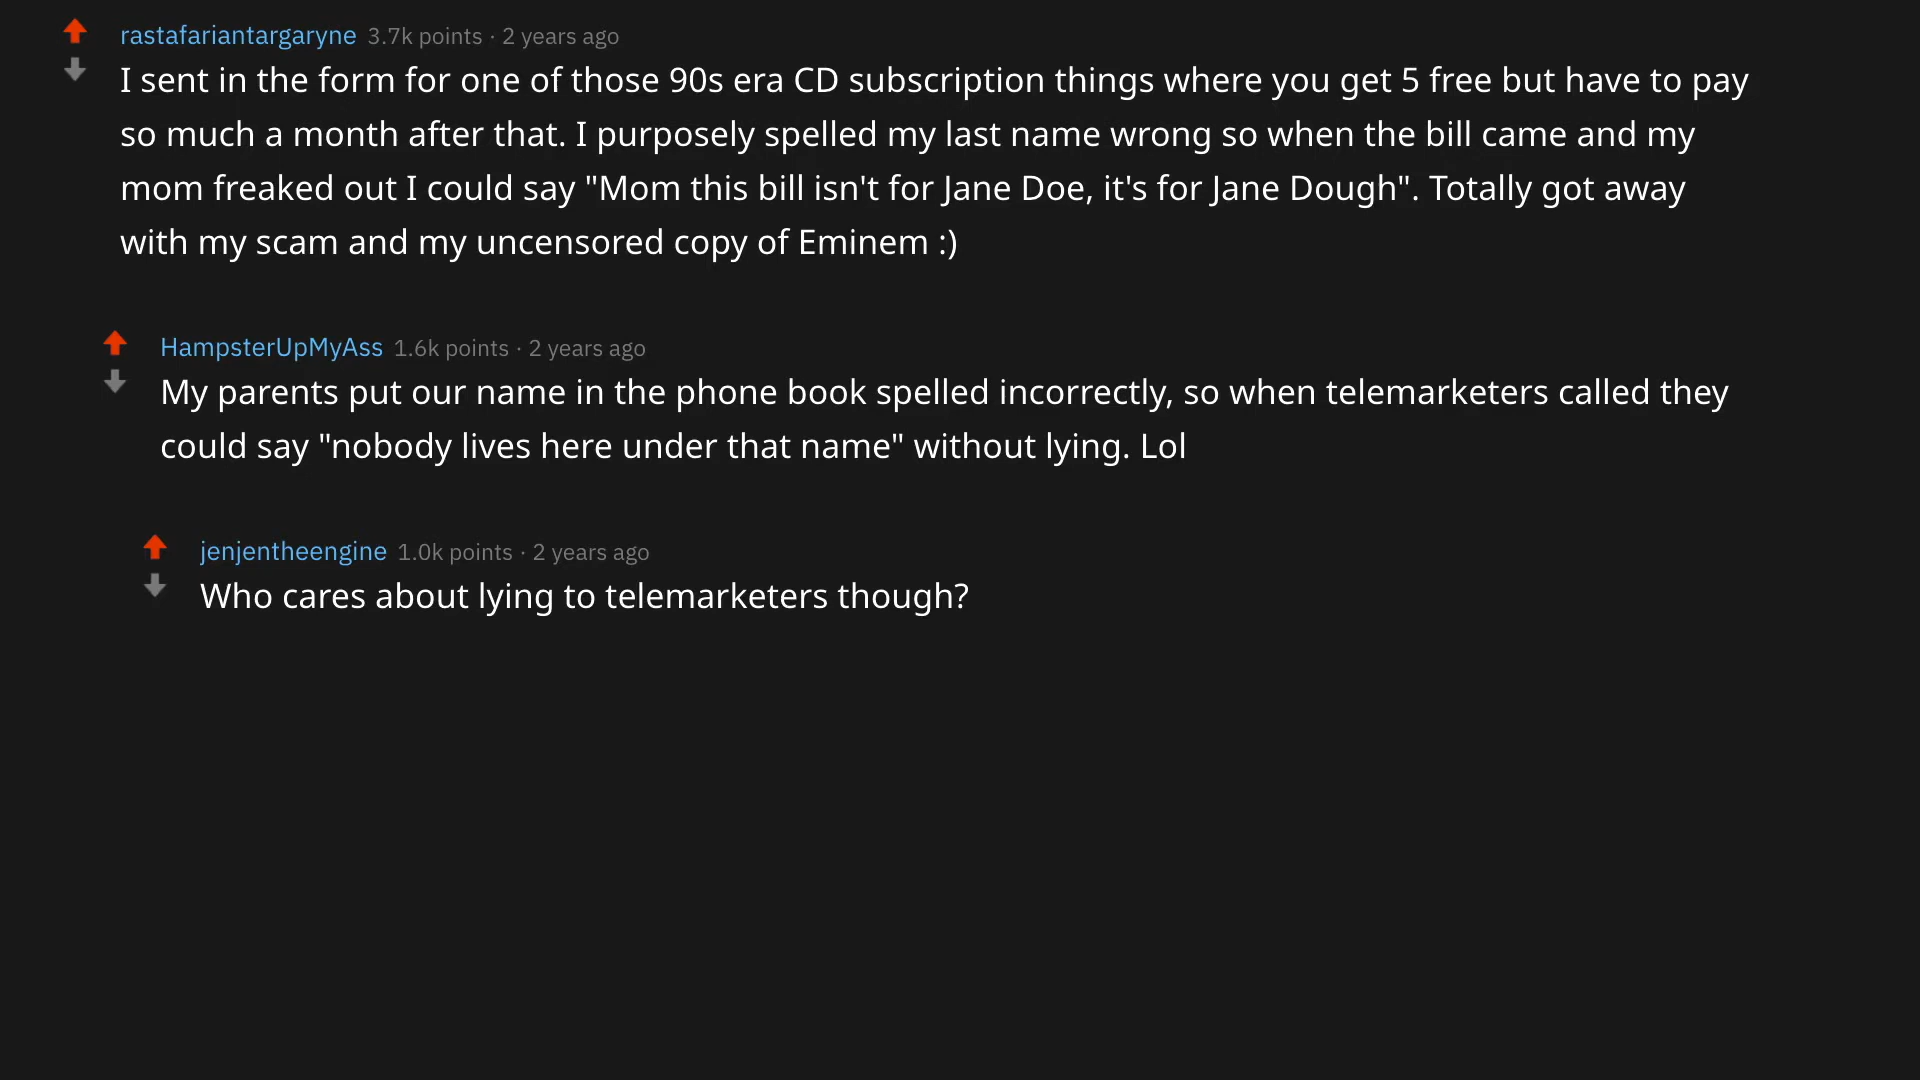 rastafariantargaryne 3.7k points · 2 years ago
I sent in the form for one of those 90s era CD subscription things where you get 5 free but have to pay
so much a month after that. I purposely spelled my last name wrong so when the bill came and my
mom freaked out I could say "Mom this bill isn't for Jane Doe, it's for Jane Dough". Totally got away
with my scam and my uncensored copy of Eminem :)
HampsterUpMyAss 1.6k points · 2 years ago
My parents put our name in the phone book spelled incorrectly, so when telemarketers called they
could say "nobody lives here under that name" without lying. Lol
jenjentheengine 1.0k points · 2 years ago
Who cares about lying to telemarketers though?